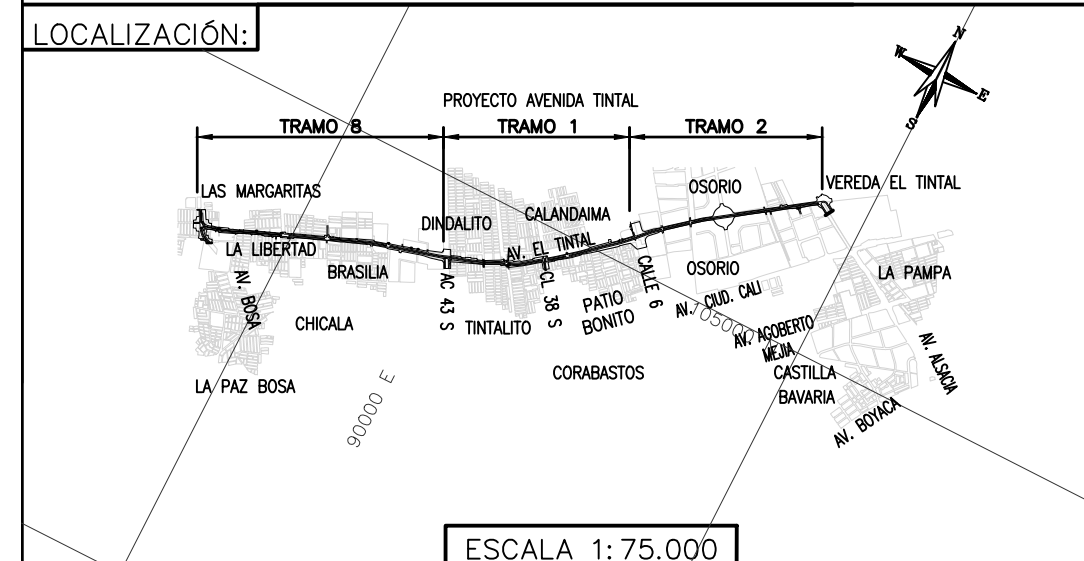 LOCALIZACIÓN:
N
W
E
S
PROYECTO AVENIDA TINTAL
TRAMO 8
TRAMO 1
TRAMO 2
LAS MARGARITAS
DINDALITO
CALANDAIMA
OSORIO
VEREDA EL TINTAL
LA LIBERTAD
AV. EL TINTAL
BRASILIA
OSORIO
LA PAMPA
AV. BOSA
CHICALA
AC 43 S
TINTALITO
CL 38 S
PATIO
BONITO
CALLE 6
AV. CIUD. CALI
105000 N
AV. AGOBERTO
MEJIA
CASTILLA
BAVARIA
AV. ALSACIA
AV. BOYACA
CORABASTOS
LA PAZ BOSA
90000 E
ESCALA 1:75.000